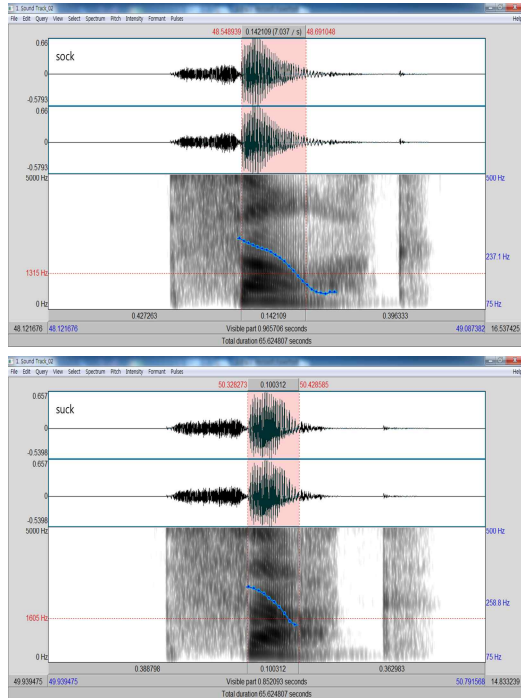 1. Sound Track_02
File Edit Query View Select Spectrum Pitch Intensity Formant Pulses Help
48.548939 0.142109 (7.037 / s) 48.691048
0.66
sock
0
-0.5793
0.66
0
-0.5793
5000 Hz 500 Hz
237.1 Hz
1315 Hz
0 Hz 75 Hz
0.427263 0.142109 0.396333
48.121676 48.121676 Visible part 0.965706 seconds 49.087382 16.537425
Total duration 65.624807 seconds
1. Sound Track_02
File Edit Query View Select Spectrum Pitch Intensity Formant Pulses Help
50.328273 0.100312 50.428585
0.657
suck
0
-0.5398
0.657
0
-0.5398
5000 Hz 500 Hz
258.8 Hz
1605 Hz
0 Hz 75 Hz
0.388798 0.100312 0.362983
49.939475 49.939475 Visible part 0.852093 seconds 50.791568 14.833239
Total duration 65.624807 seconds